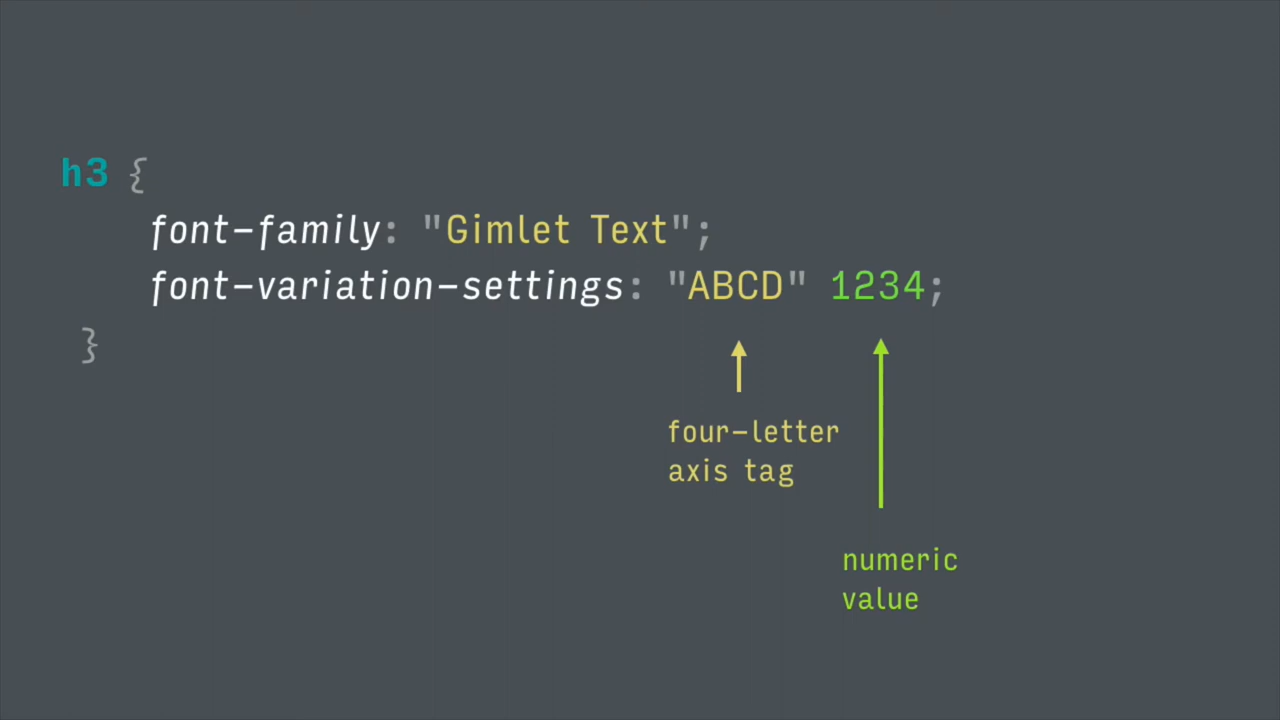 h3 {
font-family: "Gimlet Text";
font-variation-settings: "ABCD" 1234;
}
four-letter
axis tag
numeric
value